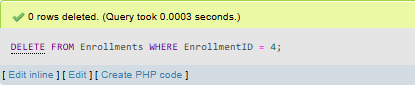 0 rows deleted. (Query took 0.0003 seconds.)
DELETE FROM Enrollments WHERE EnrollmentID = 4;
[ Edit inline ] [ Edit ] [ Create PHP code ]